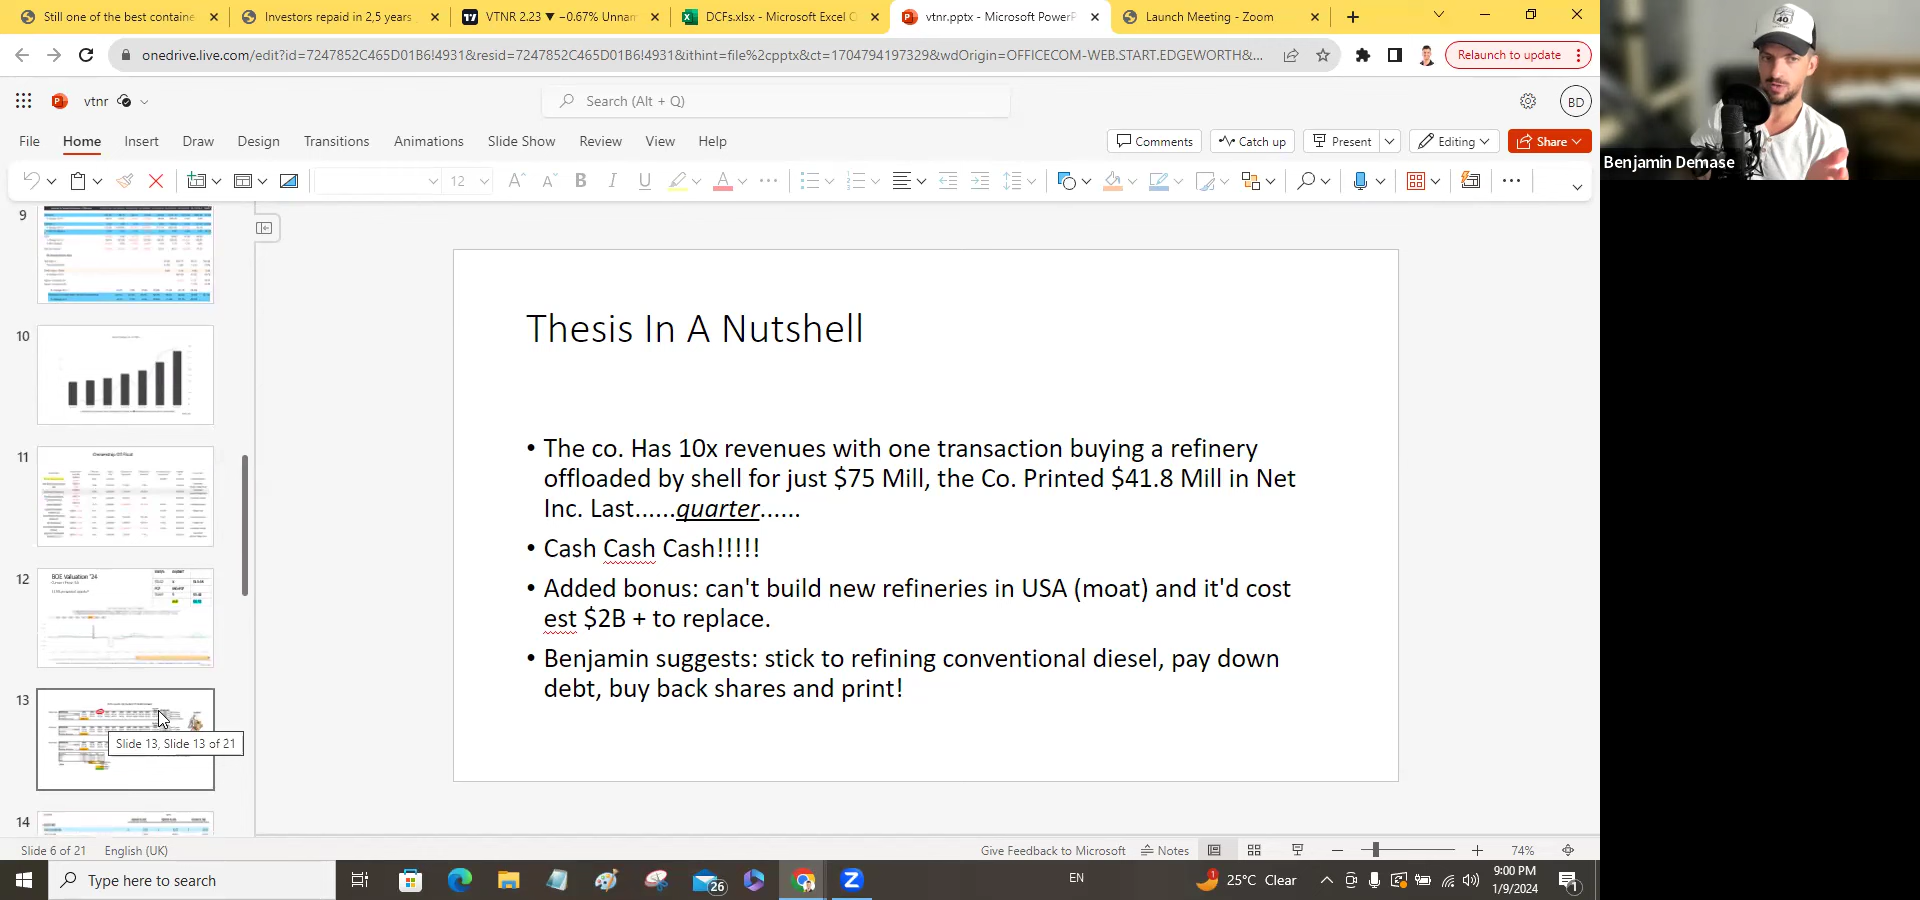 Still one of the best containe
Investors repaid in 2,5 years
VTNR 2.23 ▼ −0.67% Unnam
DCFs.xlsx - Microsoft Excel O
vtnr.pptx - Microsoft PowerP
Launch Meeting - Zoom
onedrive.live.com/edit?id=7247852C465D01B6!4931&resid=7247852C465D01B6!4931&ithint=file%2cpptx&ct=1704794197329&wdOrigin=OFFICECOM-WEB.START.EDGEWORTH&...
Relaunch to update
vtnr
Search (Alt + Q)
BD
File Home Insert Draw Design Transitions Animations Slide Show Review View Help
Comments Catch up Present Editing Share
12
9
10
11
12
BOE Valuation '24
13
Slide 13, Slide 13 of 21
14
Thesis In A Nutshell
• The co. Has 10x revenues with one transaction buying a refinery
offloaded by shell for just $75 Mill, the Co. Printed $41.8 Mill in Net
Inc. Last......quarter......
• Cash Cash Cash!!!!!
• Added bonus: can't build new refineries in USA (moat) and it'd cost
est $2B + to replace.
• Benjamin suggests: stick to refining conventional diesel, pay down
debt, buy back shares and print!
Slide 6 of 21 English (UK)
Give Feedback to Microsoft Notes 74%
Type here to search
26
EN
1
25°C Clear
9:00 PM
1/9/2024
1
40
Benjamin Demase